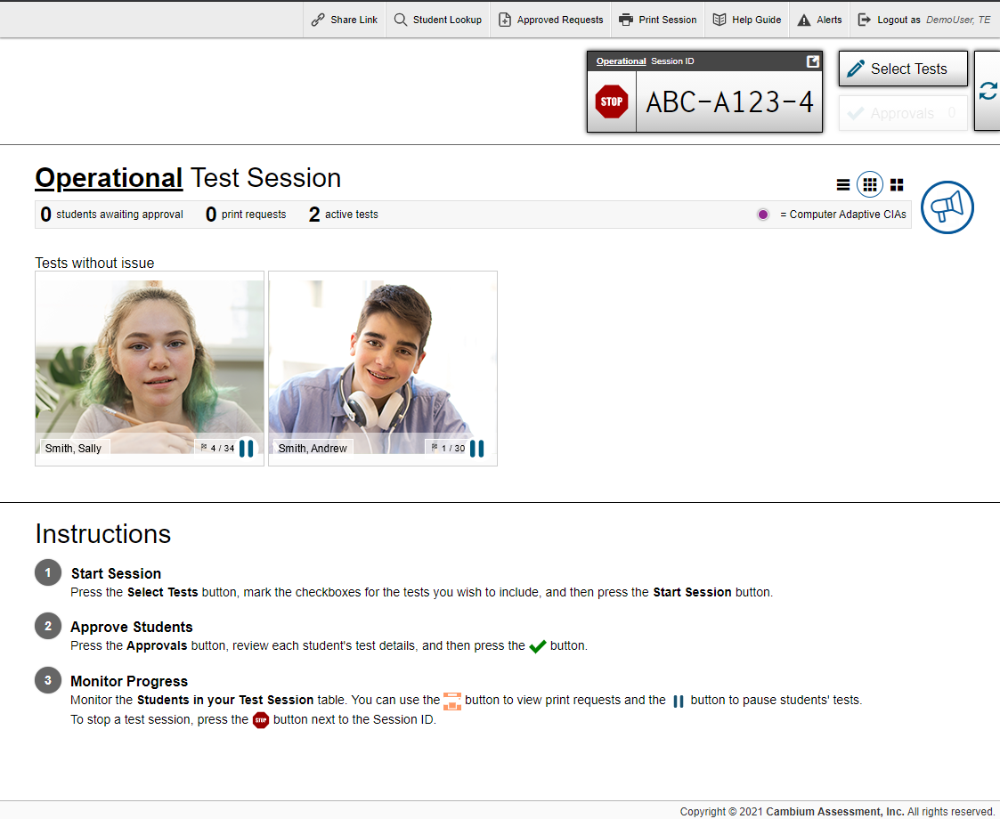 Share Link Student Lookup Approved Requests Print Session Help Guide Alerts Logout as DemoUser, TE
Operational Session ID
STOP ABC-A123-4
Select Tests
Approvals 0
Operational Test Session
0 students awaiting approval 0 print requests 2 active tests = Computer Adaptive CIAs
Tests without issue
Smith, Sally 4 / 34 Smith, Andrew 1 / 30
Instructions
1 Start Session
Press the Select Tests button, mark the checkboxes for the tests you wish to include, and then press the Start Session button.
2 Approve Students
Press the Approvals button, review each student's test details, and then press the button.
3 Monitor Progress
Monitor the Students in your Test Session table. You can use the button to view print requests and the button to pause students' tests.
To stop a test session, press the STOP button next to the Session ID.
Copyright © 2021 Cambium Assessment, Inc. All rights reserved.